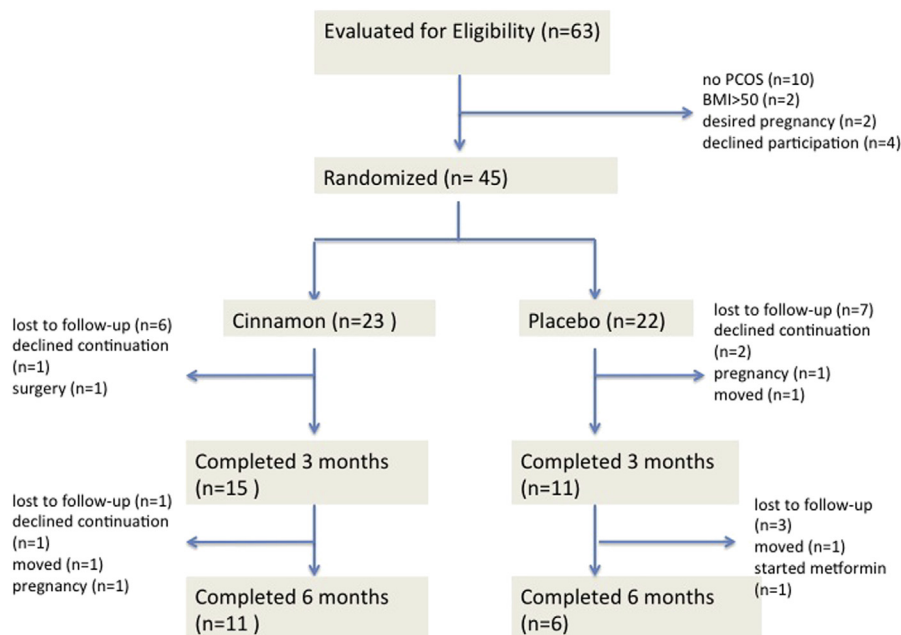 Evaluated for Eligibility (n=63)
no PCOS (n=10)
BMI>50 (n=2)
desired pregnancy (n=2)
declined participation (n=4)
Randomized (n= 45)
Cinnamon (n=23 )
Placebo (n=22)
lost to follow-up (n=6)
declined continuation
(n=1)
surgery (n=1)
lost to follow-up (n=7)
declined continuation
(n=2)
pregnancy (n=1)
moved (n=1)
Completed 3 months
(n=15 )
Completed 3 months
(n=11)
lost to follow-up (n=1)
declined continuation
(n=1)
moved (n=1)
pregnancy (n=1)
lost to follow-up
(n=3)
moved (n=1)
started metformin
(n=1)
Completed 6 months
(n=11 )
Completed 6 months
(n=6)